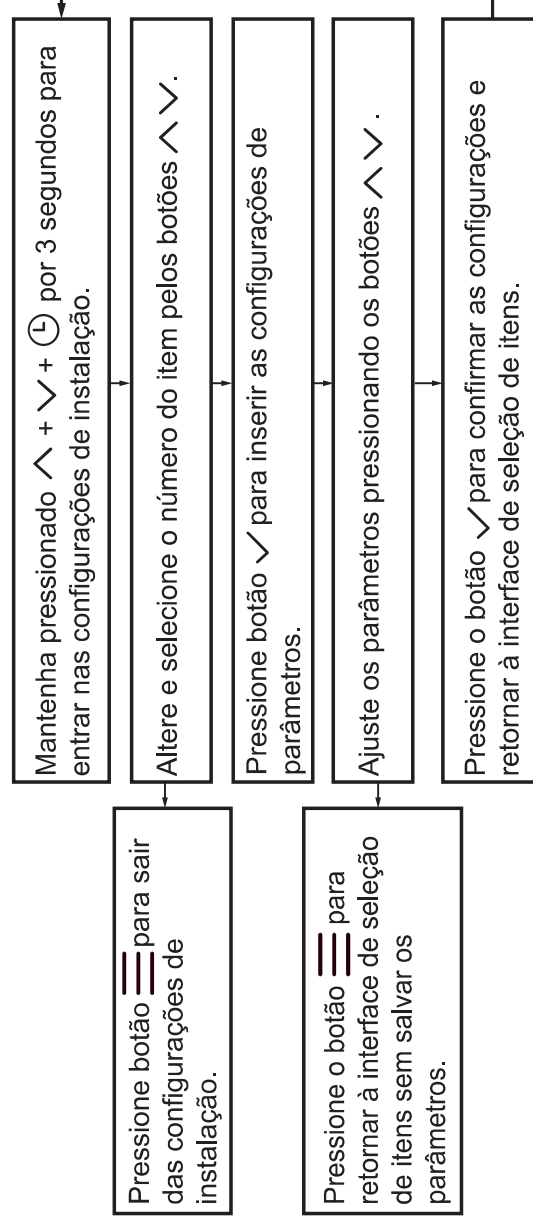 Mantenha pressionado ∧ + ∨ + 🕒 por 3 segundos para
entrar nas configurações de instalação.
Altere e selecione o número do item pelos botões ∧ ∨.
Pressione botão ✓ para inserir as configurações de
parâmetros.
Ajuste os parâmetros pressionando os botões ∧ ∨.
Pressione o botão ✓ para confirmar as configurações e
retornar à interface de seleção de itens.
Pressione botão ☰ para sair
das configurações de
instalação.
Pressione o botão ☰ para
retornar à interface de seleção
de itens sem salvar os
parâmetros.